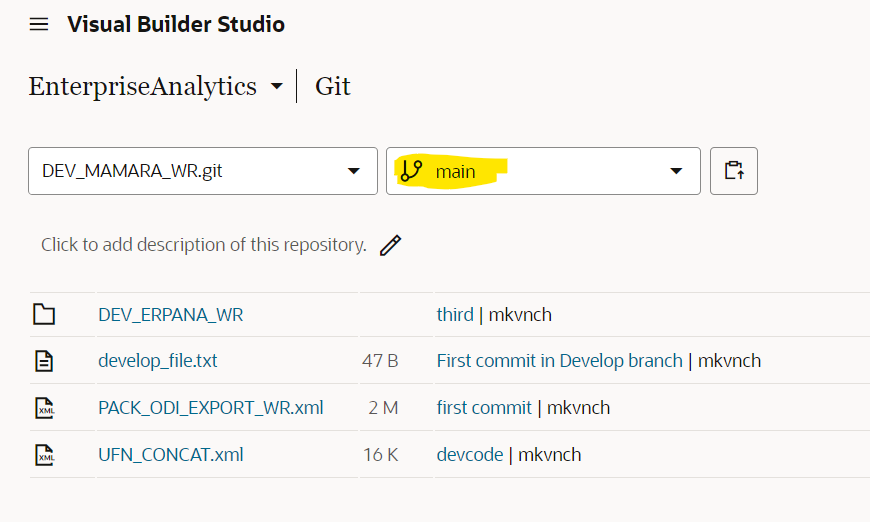 Visual Builder Studio
EnterpriseAnalytics | Git
DEV_MAMARA_WR.git main
Click to add description of this repository.
DEV_ERPANA_WR third | mkvnch
develop_file.txt 47 B First commit in Develop branch | mkvnch
XML PACK_ODI_EXPORT_WR.xml 2 M first commit | mkvnch
XML UFN_CONCAT.xml 16 K devcode | mkvnch